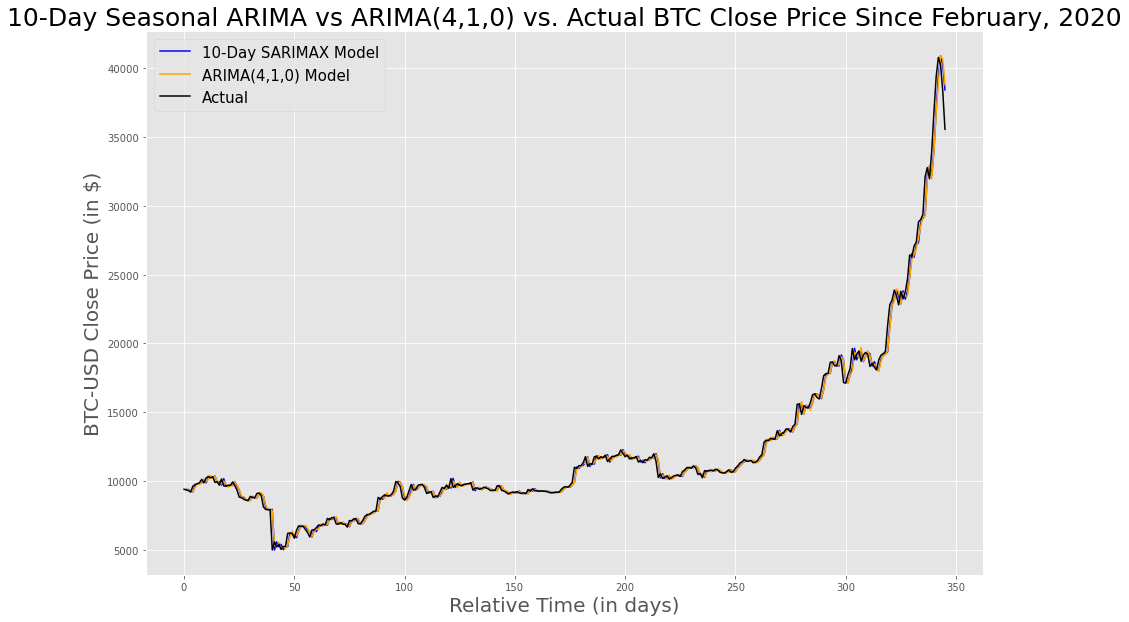 10-Day Seasonal ARIMA vs ARIMA(4,1,0) vs. Actual BTC Close Price Since February, 2020
10-Day SARIMAX Model
ARIMA(4,1,0) Model
Actual
BTC-USD Close Price (in $)
40000
35000
30000
25000
20000
15000
10000
5000
0 50 100 150 200 250 300 350
Relative Time (in days)